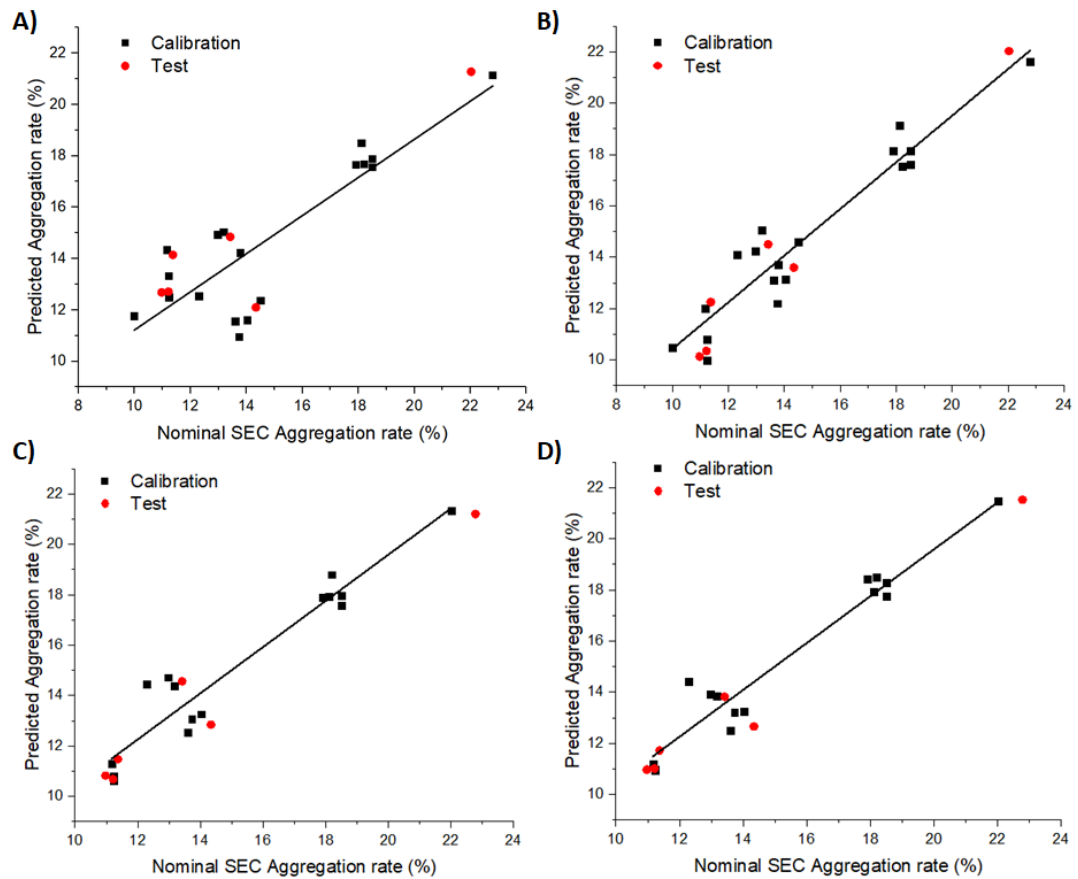 A)
Calibration
Test
Predicted Aggregation rate (%)
22
20
18
16
14
12
10
8 10 12 14 16 18 20 22 24
Nominal SEC Aggregation rate (%)
B)
Calibration
Test
Predicted Aggregation rate (%)
22
20
18
16
14
12
10
8 10 12 14 16 18 20 22 24
Nominal SEC Aggregation rate (%)
C)
Calibration
Test
Predicted Aggregation rate (%)
22
20
18
16
14
12
10
10 12 14 16 18 20 22 24
Nominal SEC Aggregation rate (%)
D)
Calibration
Test
Predicted Aggregation rate (%)
22
20
18
16
14
12
10
10 12 14 16 18 20 22 24
Nominal SEC Aggregation rate (%)